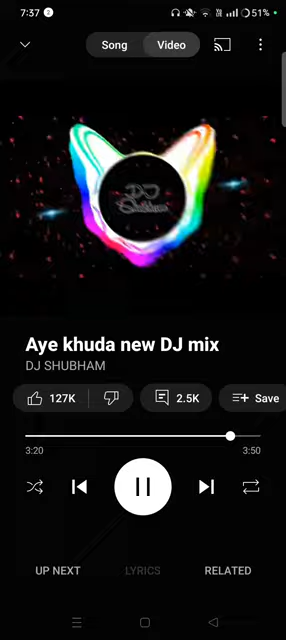 7:37 2 51%
Song Video
DJ
Shubham
Aye khuda new DJ mix
DJ SHUBHAM
127K 2.5K Save
3:20 3:50
UP NEXT LYRICS RELATED